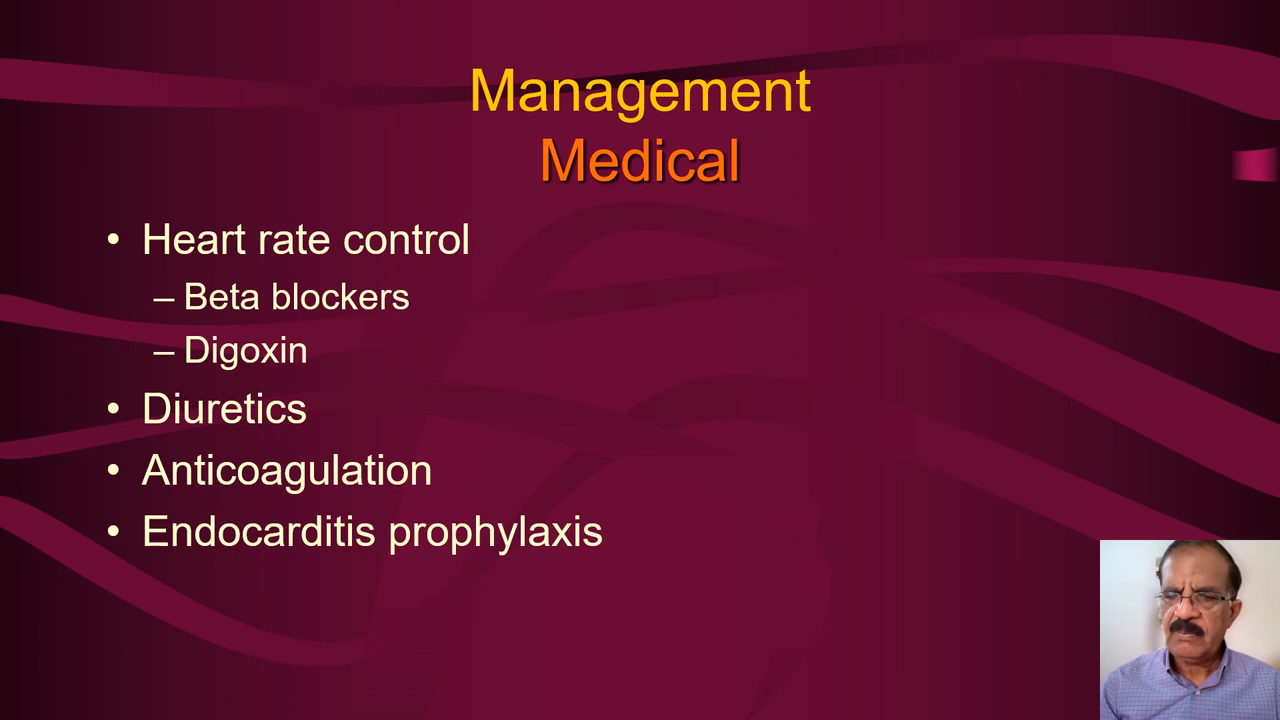 Management
Medical
• Heart rate control
– Beta blockers
– Digoxin
• Diuretics
• Anticoagulation
• Endocarditis prophylaxis